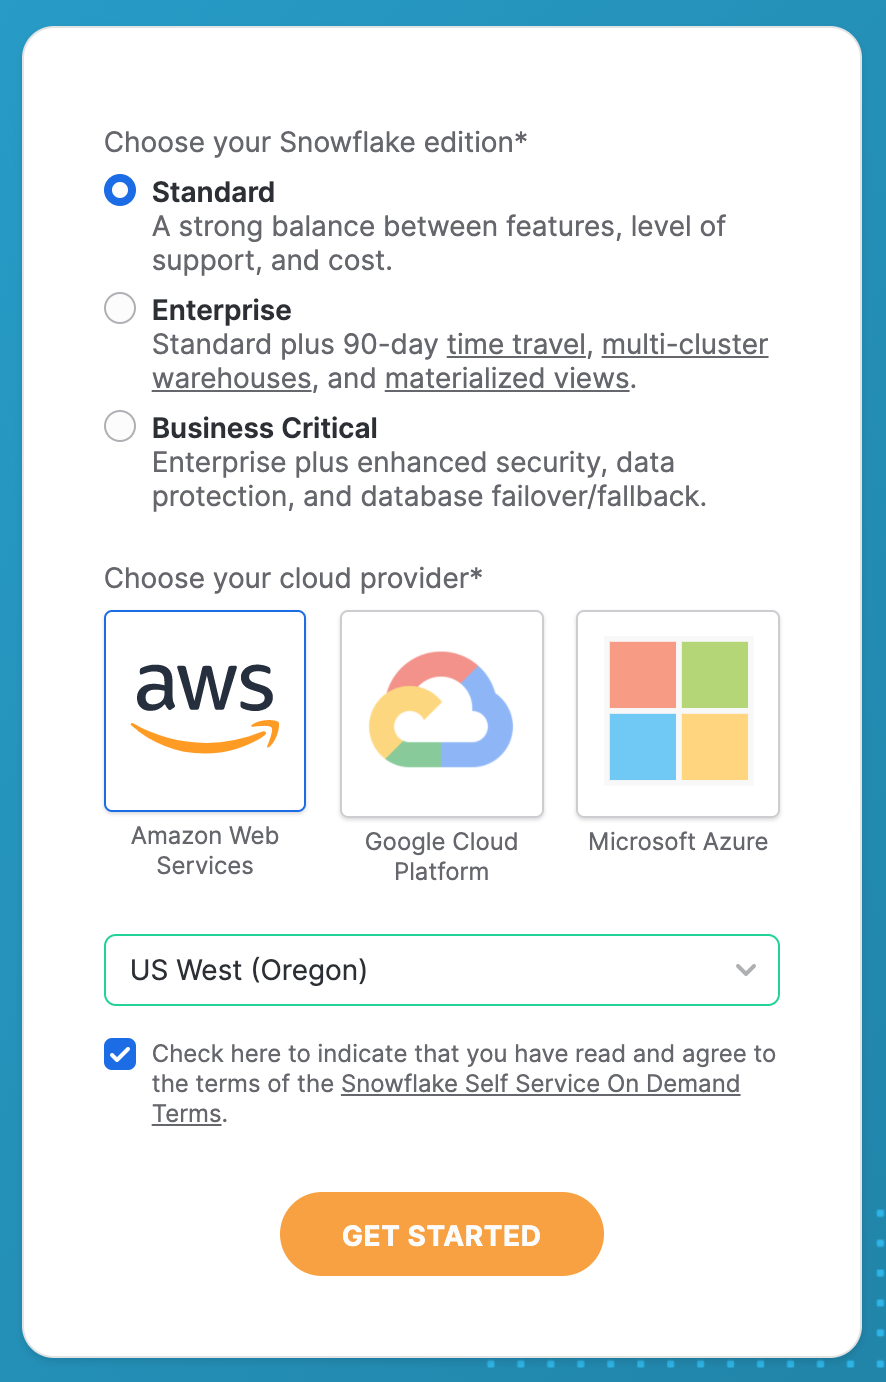 Choose your Snowflake edition*
Standard
A strong balance between features, level of
support, and cost.
Enterprise
Standard plus 90-day time travel, multi-cluster
warehouses, and materialized views.
Business Critical
Enterprise plus enhanced security, data
protection, and database failover/fallback.
Choose your cloud provider*
aws
Amazon Web
Services
Google Cloud
Platform
Microsoft Azure
US West (Oregon)
Check here to indicate that you have read and agree to
the terms of the Snowflake Self Service On Demand
Terms.
GET STARTED